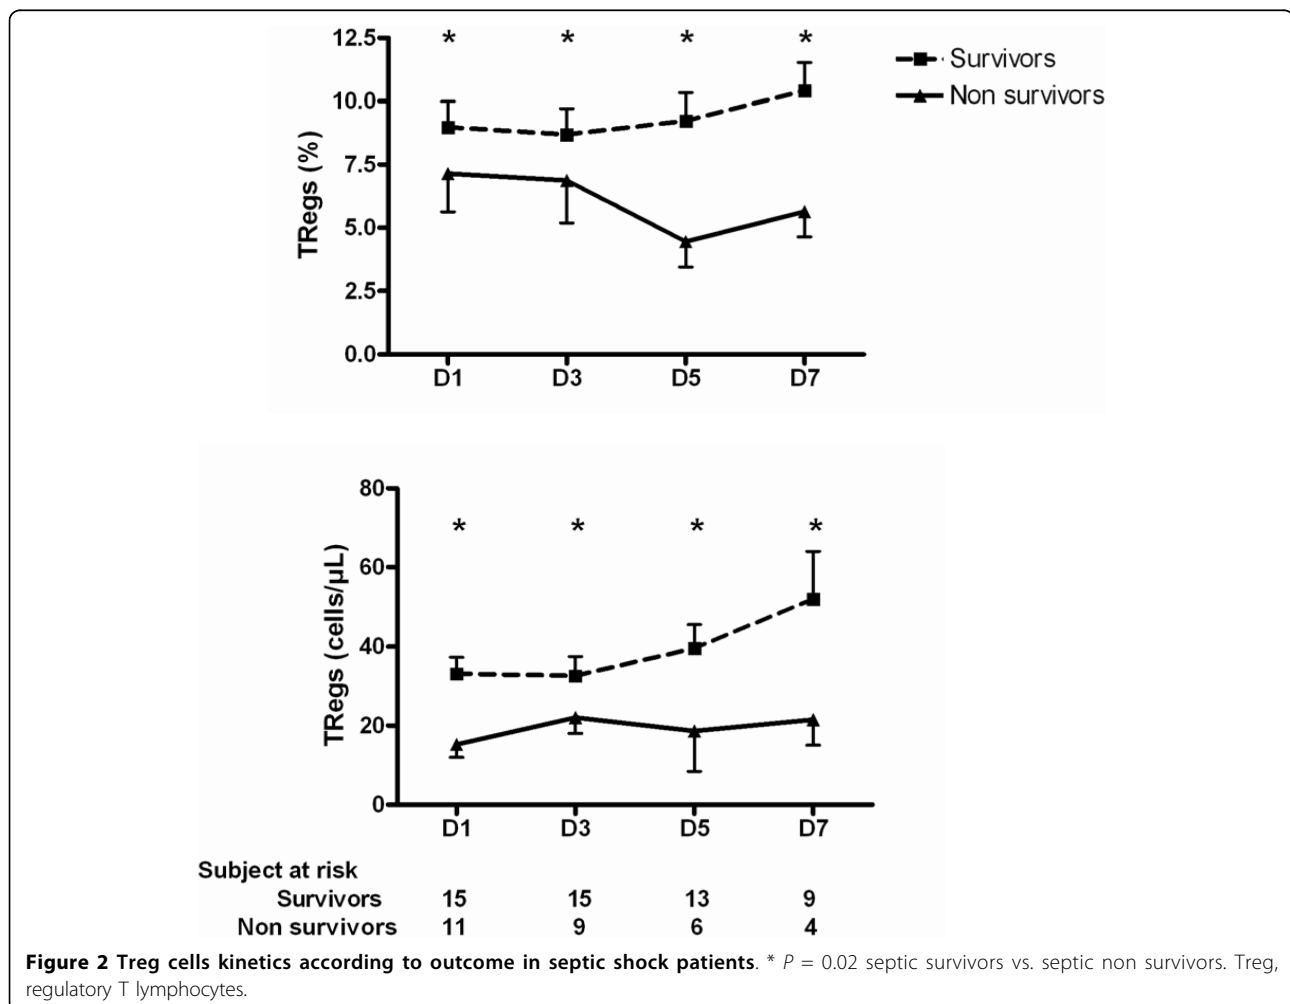 12.5
10.0
7.5
5.0
2.5
0.0
TRegs (%)
* * * *
D1 D3 D5 D7
Survivors
Non survivors
80
60
40
20
0
TRegs (cells/µL)
* * * *
D1 D3 D5 D7
Subject at risk
Survivors 15 15 13 9
Non survivors 11 9 6 4
Figure 2 Treg cells kinetics according to outcome in septic shock patients. * P = 0.02 septic survivors vs. septic non survivors. Treg,
regulatory T lymphocytes.